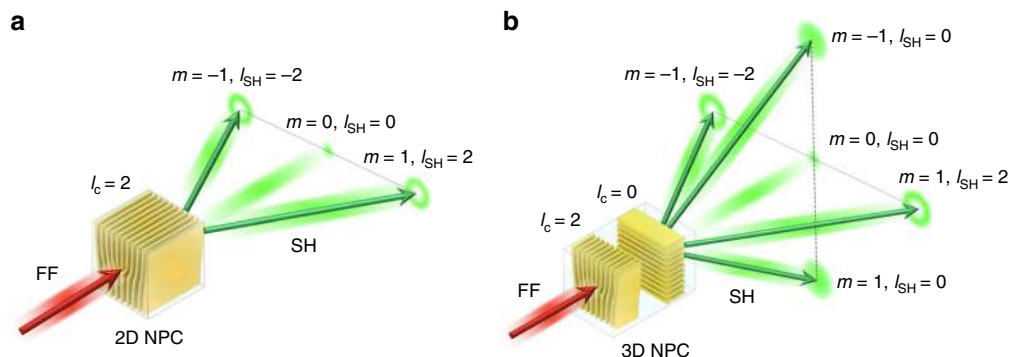 a
m = −1, l_SH = −2
m = 0, l_SH = 0
m = 1, l_SH = 2
l_c = 2
SH
FF
2D NPC
b
m = −1, l_SH = 0
m = −1, l_SH = −2
m = 0, l_SH = 0
m = 1, l_SH = 2
l_c = 0
l_c = 2
FF
SH
m = 1, l_SH = 0
3D NPC